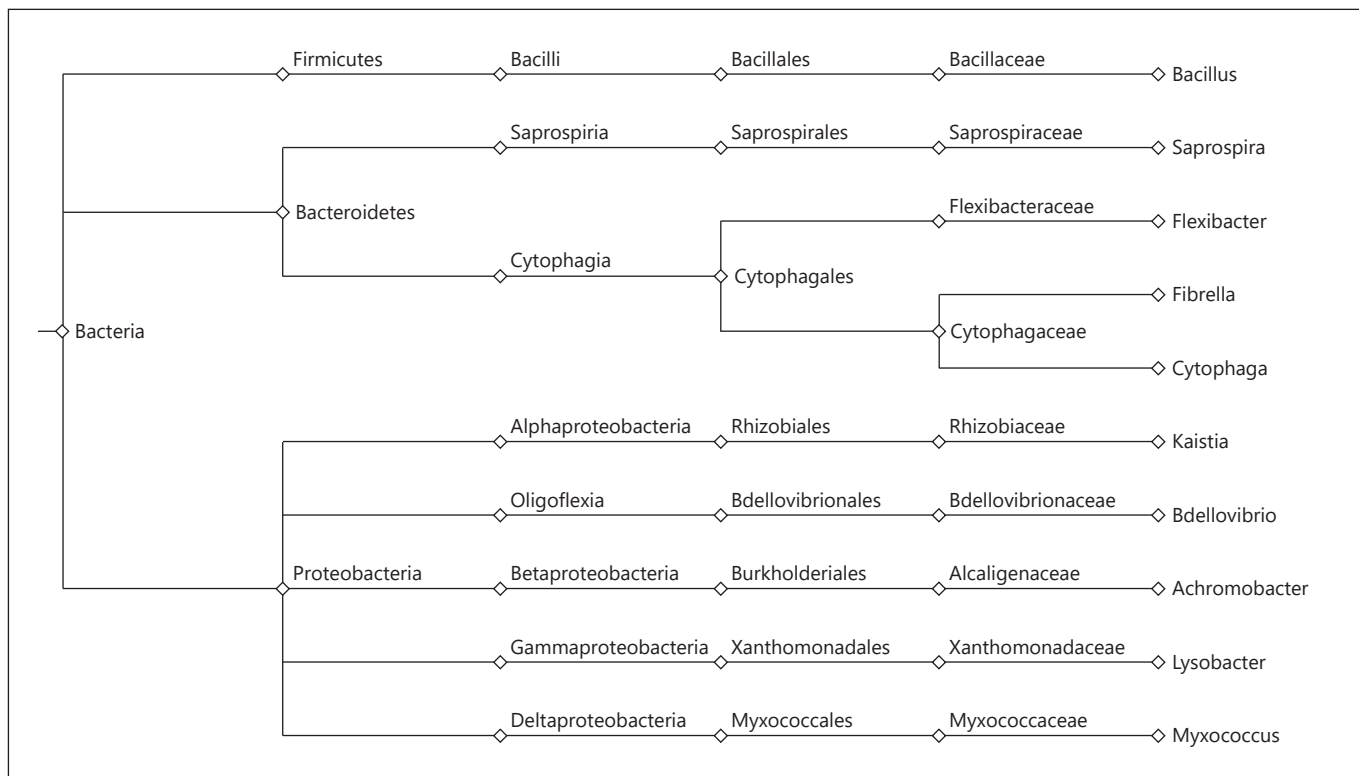 Firmicutes Bacilli Bacillales Bacillaceae Bacillus
Saprospiria Saprospirales Saprospiraceae Saprospira
Bacteroidetes
Flexibacteraceae Flexibacter
Cytophagia Cytophagales
Fibrella
Bacteria Cytophagaceae
Cytophaga
Alphaproteobacteria Rhizobiales Rhizobiaceae Kaistia
Oligoflexia Bdellovibrionales Bdellovibrionaceae Bdellovibrio
Proteobacteria Betaproteobacteria Burkholderiales Alcaligenaceae Achromobacter
Gammaproteobacteria Xanthomonadales Xanthomonadaceae Lysobacter
Deltaproteobacteria Myxococcales Myxococcaceae Myxococcus